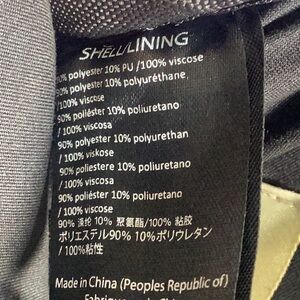 SHELL/LINING
90% polyester 10% PU /100% viscose
90% polyester 10% polyuréthane
/100% viscose
90% poliéster 10% poliuretano
/100% viscosa
90% polyester 10% polyurethan
/100% viskose
90% poliestere 10% poliuretano
/100% viscosa
90% poliéster 10% poliuretano
/100% viscose
90% 涤纶 10% 聚氨酯/100% 粘胶
ポリエステル90% 10%ポリウレタン
/100%粘性
Made in China (Peoples Republic of)